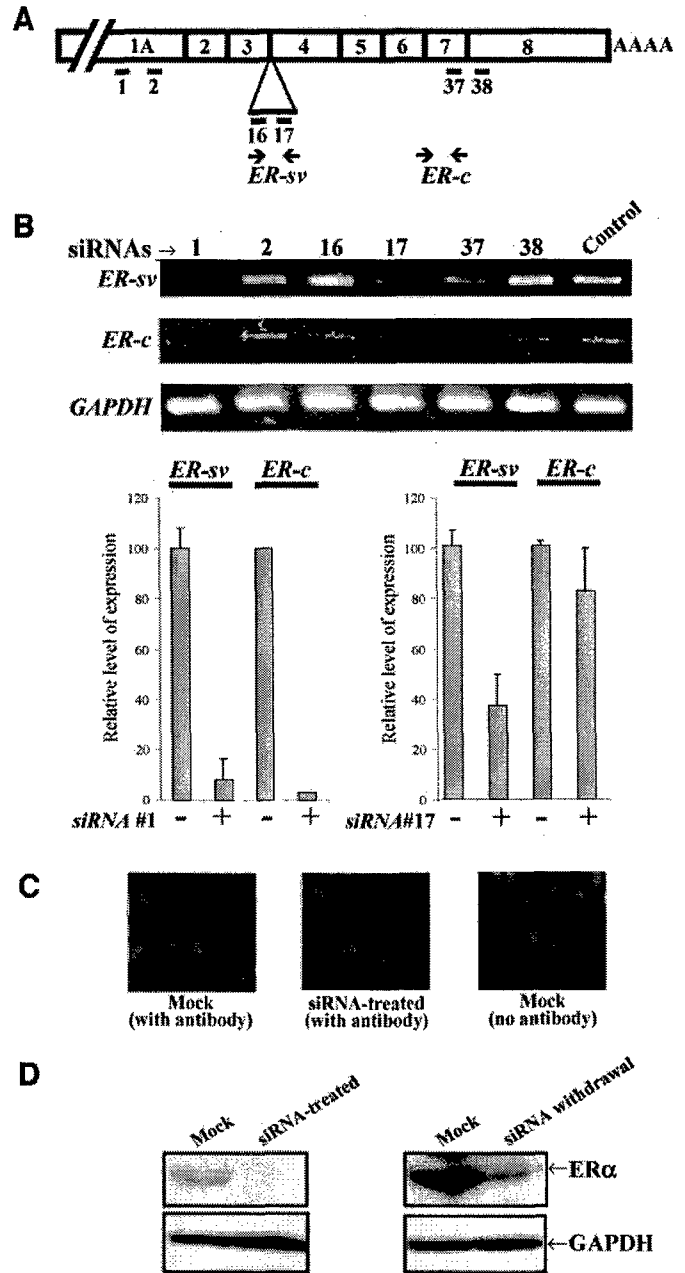 A
1A 2 3 4 5 6 7 8 AAAA
1 2 37 38
16 17
ER-sv ER-c
B
siRNAs → 1 2 16 17 37 38 Control
ER-sv
ER-c
GAPDH
ER-sv ER-c
Relative level of expression
120
100
80
60
40
20
0
siRNA #1 - + - +
ER-sv ER-c
Relative level of expression
120
100
80
60
40
20
0
siRNA#17 - + - +
C
Mock
(with antibody)
siRNA-treated
(with antibody)
Mock
(no antibody)
D
Mock siRNA-treated
Mock siRNA withdrawal
←ERα
←GAPDH